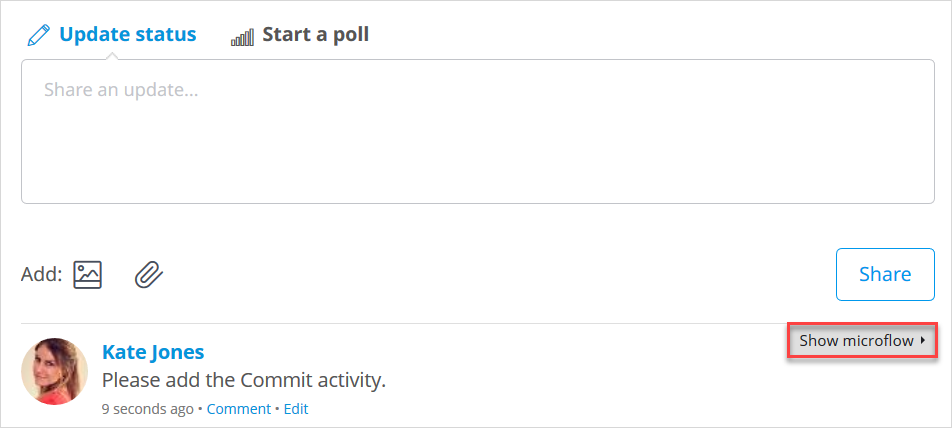 Update status Start a poll
Share an update...
Add: Share
Show microflow
Kate Jones
Please add the Commit activity.
9 seconds ago • Comment • Edit